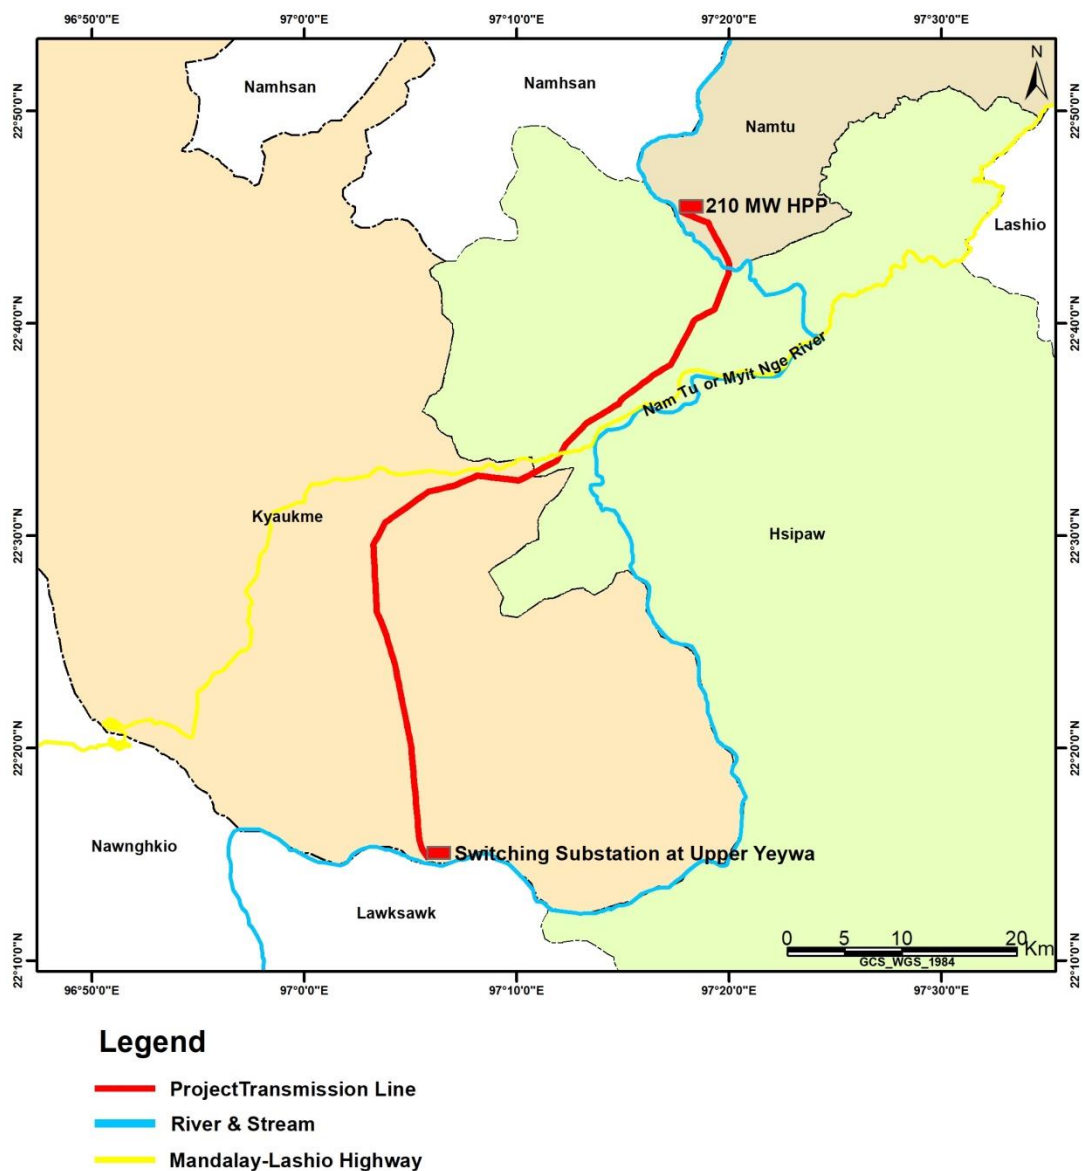 96°50'0"E 97°0'0"E 97°10'0"E 97°20'0"E 97°30'0"E
N
22°50'0"N 22°50'0"N
Namhsan
Namhsan
Namtu
210 MW HPP
Lashio
22°40'0"N 22°40'0"N
Nam Tu or Myit Nge River
Kyaukme
Hsipaw
22°30'0"N 22°30'0"N
22°20'0"N 22°20'0"N
Nawnghkio
Switching Substation at Upper Yeywa
Lawksawk
0 5 10 20 Km
GCS_WGS_1984
22°10'0"N 22°10'0"N
96°50'0"E 97°0'0"E 97°10'0"E 97°20'0"E 97°30'0"E
Legend
ProjectTransmission Line
River & Stream
Mandalay-Lashio Highway